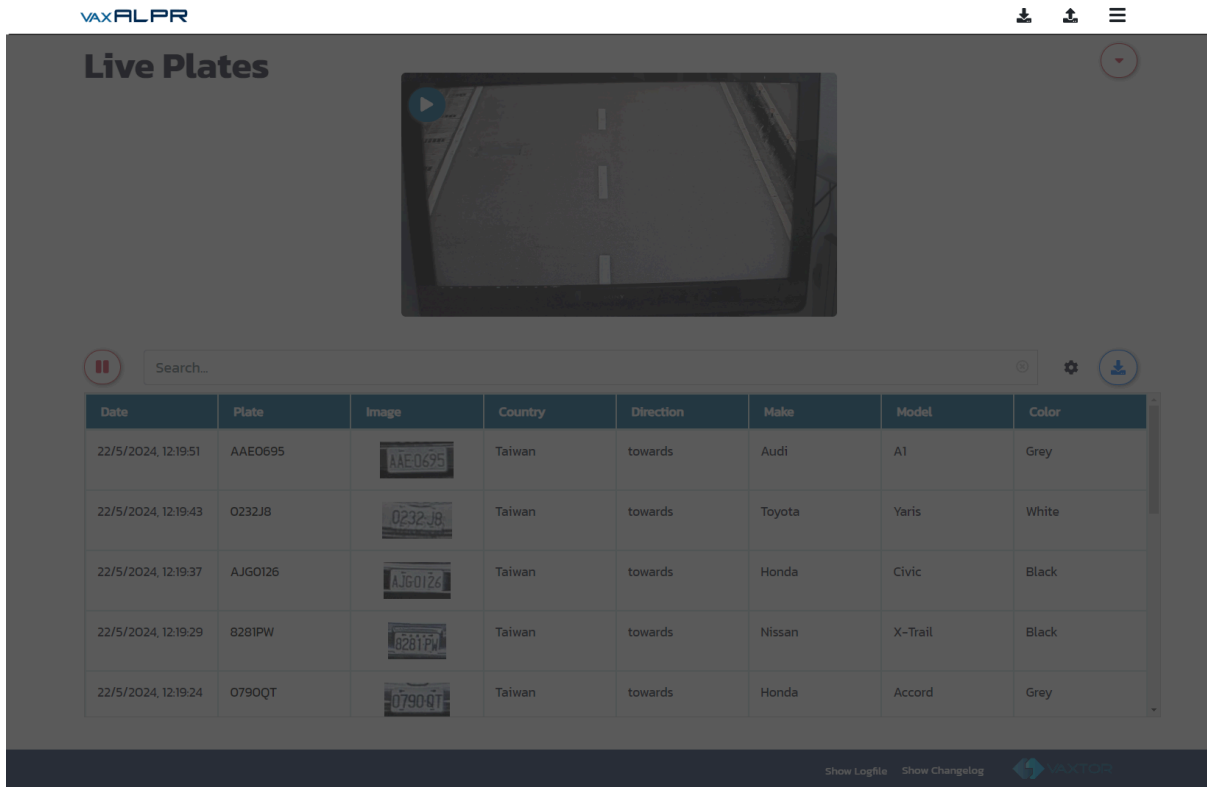 VAXALPR
Live Plates
Search...
Date Plate Image Country Direction Make Model Color
22/5/2024, 12:19:51 AAE0695 AAE0695 Taiwan towards Audi A1 Grey
22/5/2024, 12:19:43 0232J8 0232-J8 Taiwan towards Toyota Yaris White
22/5/2024, 12:19:37 AJG0126 AJG0126 Taiwan towards Honda Civic Black
22/5/2024, 12:19:29 8281PW 8281PW Taiwan towards Nissan X-Trail Black
22/5/2024, 12:19:24 0790QT 0790QT Taiwan towards Honda Accord Grey
Show Logfile Show Changelog VAXTOR